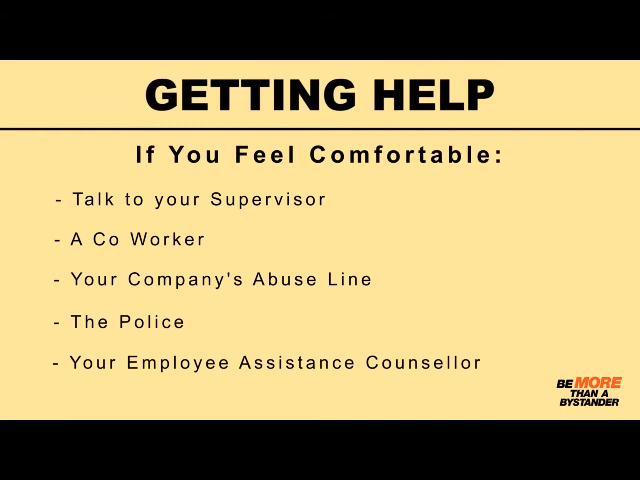 GETTING HELP
If You Feel Comfortable:
- Talk to your Supervisor
- A Co Worker
- Your Company's Abuse Line
- The Police
- Your Employee Assistance Counsellor
BE MORE
THAN A
BYSTANDER